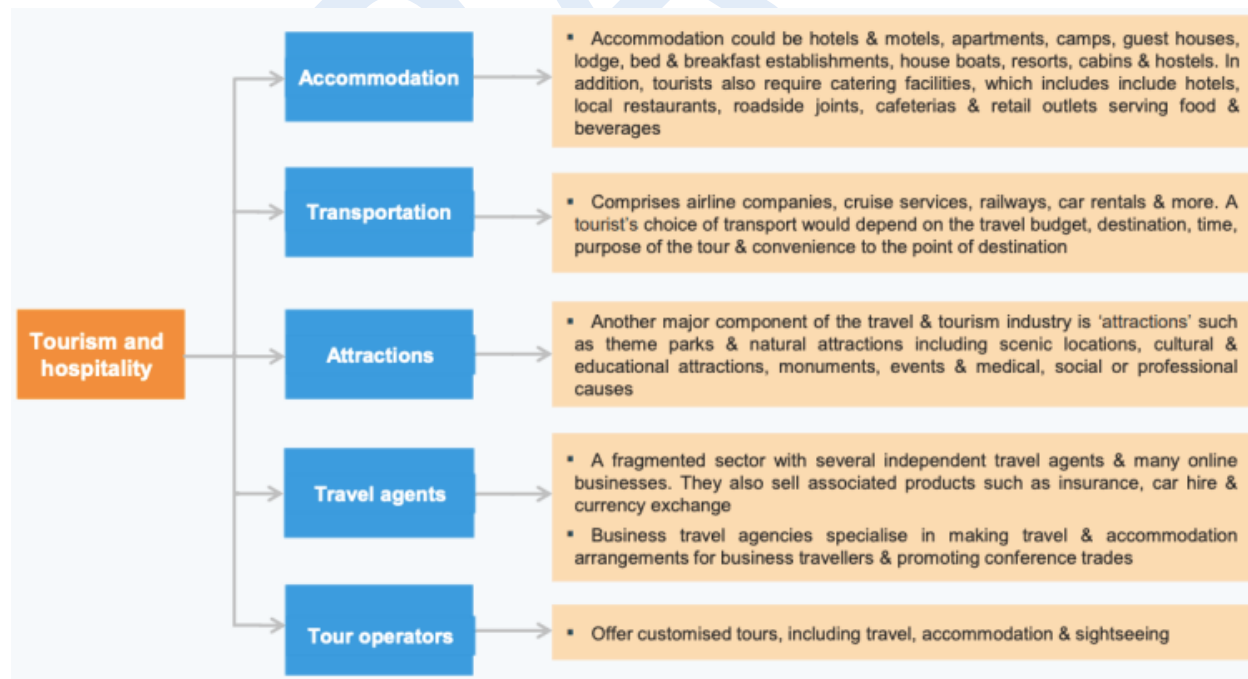 Accommodation
▪ Accommodation could be hotels & motels, apartments, camps, guest houses,
lodge, bed & breakfast establishments, house boats, resorts, cabins & hostels. In
addition, tourists also require catering facilities, which includes include hotels,
local restaurants, roadside joints, cafeterias & retail outlets serving food &
beverages
Transportation
▪ Comprises airline companies, cruise services, railways, car rentals & more. A
tourist's choice of transport would depend on the travel budget, destination, time,
purpose of the tour & convenience to the point of destination
Tourism and
hospitality
Attractions
▪ Another major component of the travel & tourism industry is 'attractions' such
as theme parks & natural attractions including scenic locations, cultural &
educational attractions, monuments, events & medical, social or professional
causes
Travel agents
▪ A fragmented sector with several independent travel agents & many online
businesses. They also sell associated products such as insurance, car hire &
currency exchange
▪ Business travel agencies specialise in making travel & accommodation
arrangements for business travellers & promoting conference trades
Tour operators
▪ Offer customised tours, including travel, accommodation & sightseeing